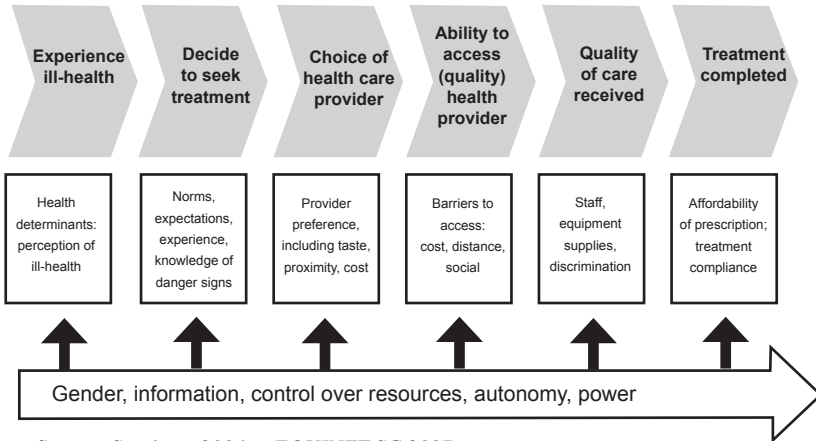 Experience
ill-health
Decide
to seek
treatment
Choice of
health care
provider
Ability to
access
(quality)
health
provider
Quality
of care
received
Treatment
completed
Health
determinants:
perception of
ill-health
Norms,
expectations,
experience,
knowledge of
danger signs
Provider
preference,
including taste,
proximity, cost
Barriers to
access:
cost, distance,
social
Staff,
equipment
supplies,
discrimination
Affordability
of prescription;
treatment
compliance
Gender, information, control over resources, autonomy, power
EQUINET SC 2007